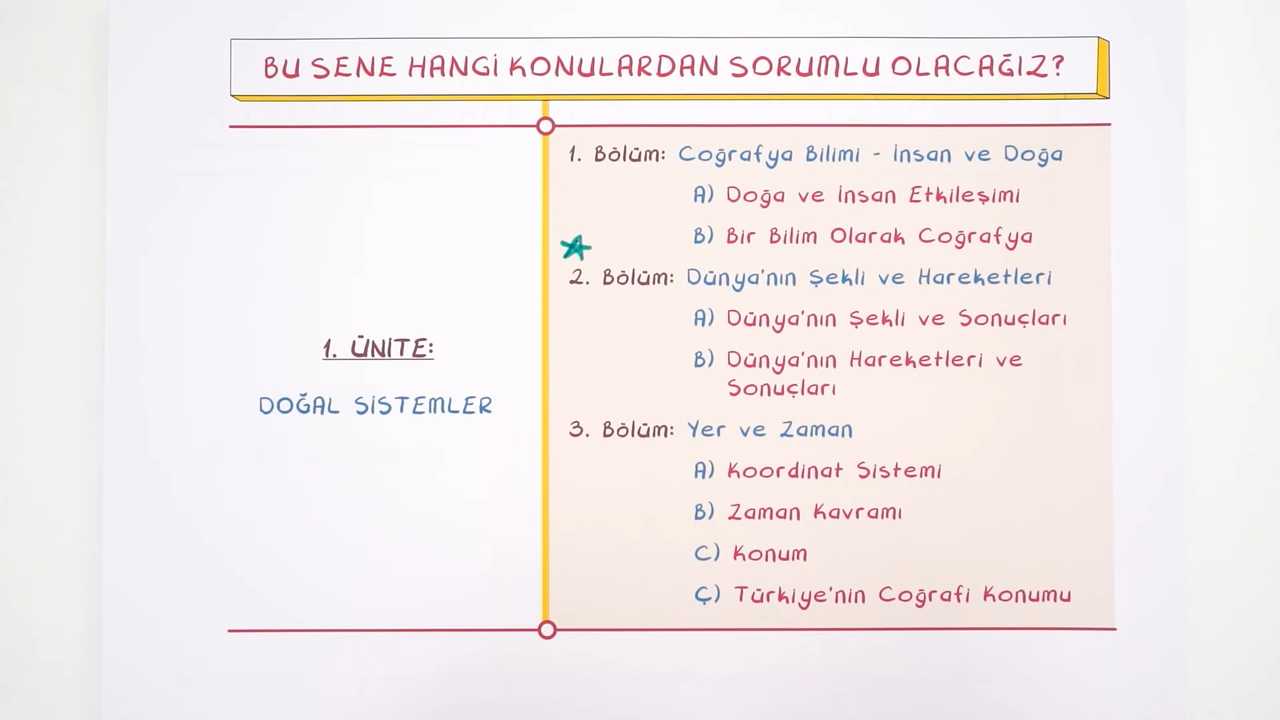 BU SENE HANGİ KONULARDAN SORUMLU OLACAĞIZ?
1. ÜNİTE:
DOĞAL SİSTEMLER
1. Bölüm: Coğrafya Bilimi - İnsan ve Doğa
A) Doğa ve İnsan Etkileşimi
B) Bir Bilim Olarak Coğrafya
2. Bölüm: Dünya'nın Şekli ve Hareketleri
A) Dünya'nın Şekli ve Sonuçları
B) Dünya'nın Hareketleri ve
Sonuçları
3. Bölüm: Yer ve Zaman
A) Koordinat Sistemi
B) Zaman Kavramı
C) Konum
Ç) Türkiye'nin Coğrafi Konumu